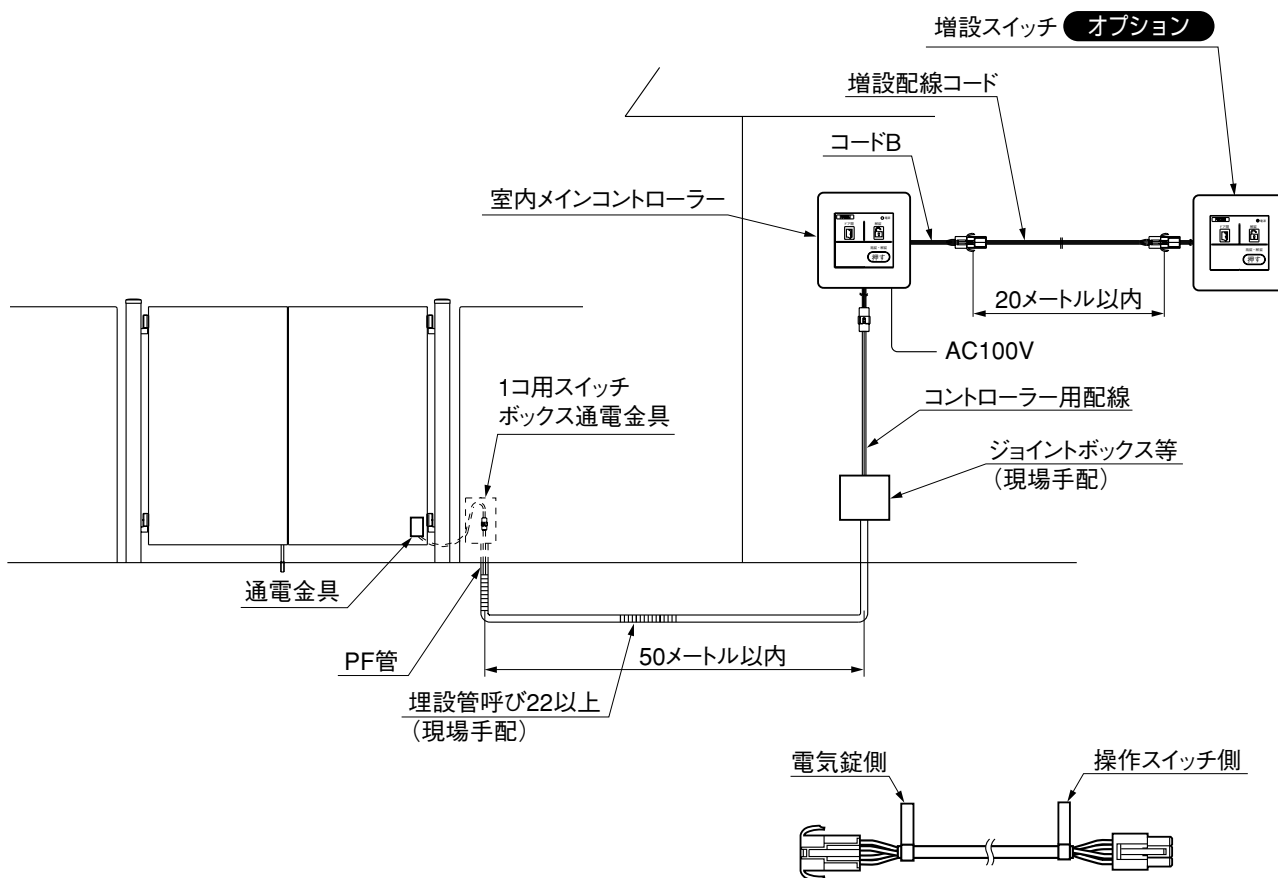 増設スイッチ オプション
増設配線コード
コードB
室内メインコントローラー
押す
押す
20メートル以内
AC100V
1コ用スイッチ
ボックス通電金具
コントローラー用配線
ジョイントボックス等
（現場手配）
通電金具
PF管
50メートル以内
埋設管呼び22以上
（現場手配）
電気錠側
操作スイッチ側